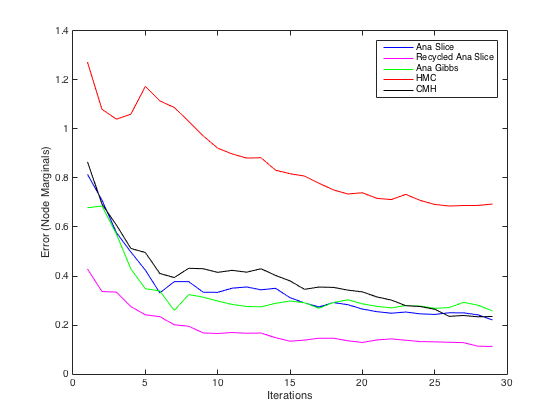 1.4
1.2
1
0.8
0.6
0.4
0.2
0
Error (Node Marginals)
Ana Slice
Recycled Ana Slice
Ana Gibbs
HMC
CMH
0
5
10
15
20
25
30
Iterations